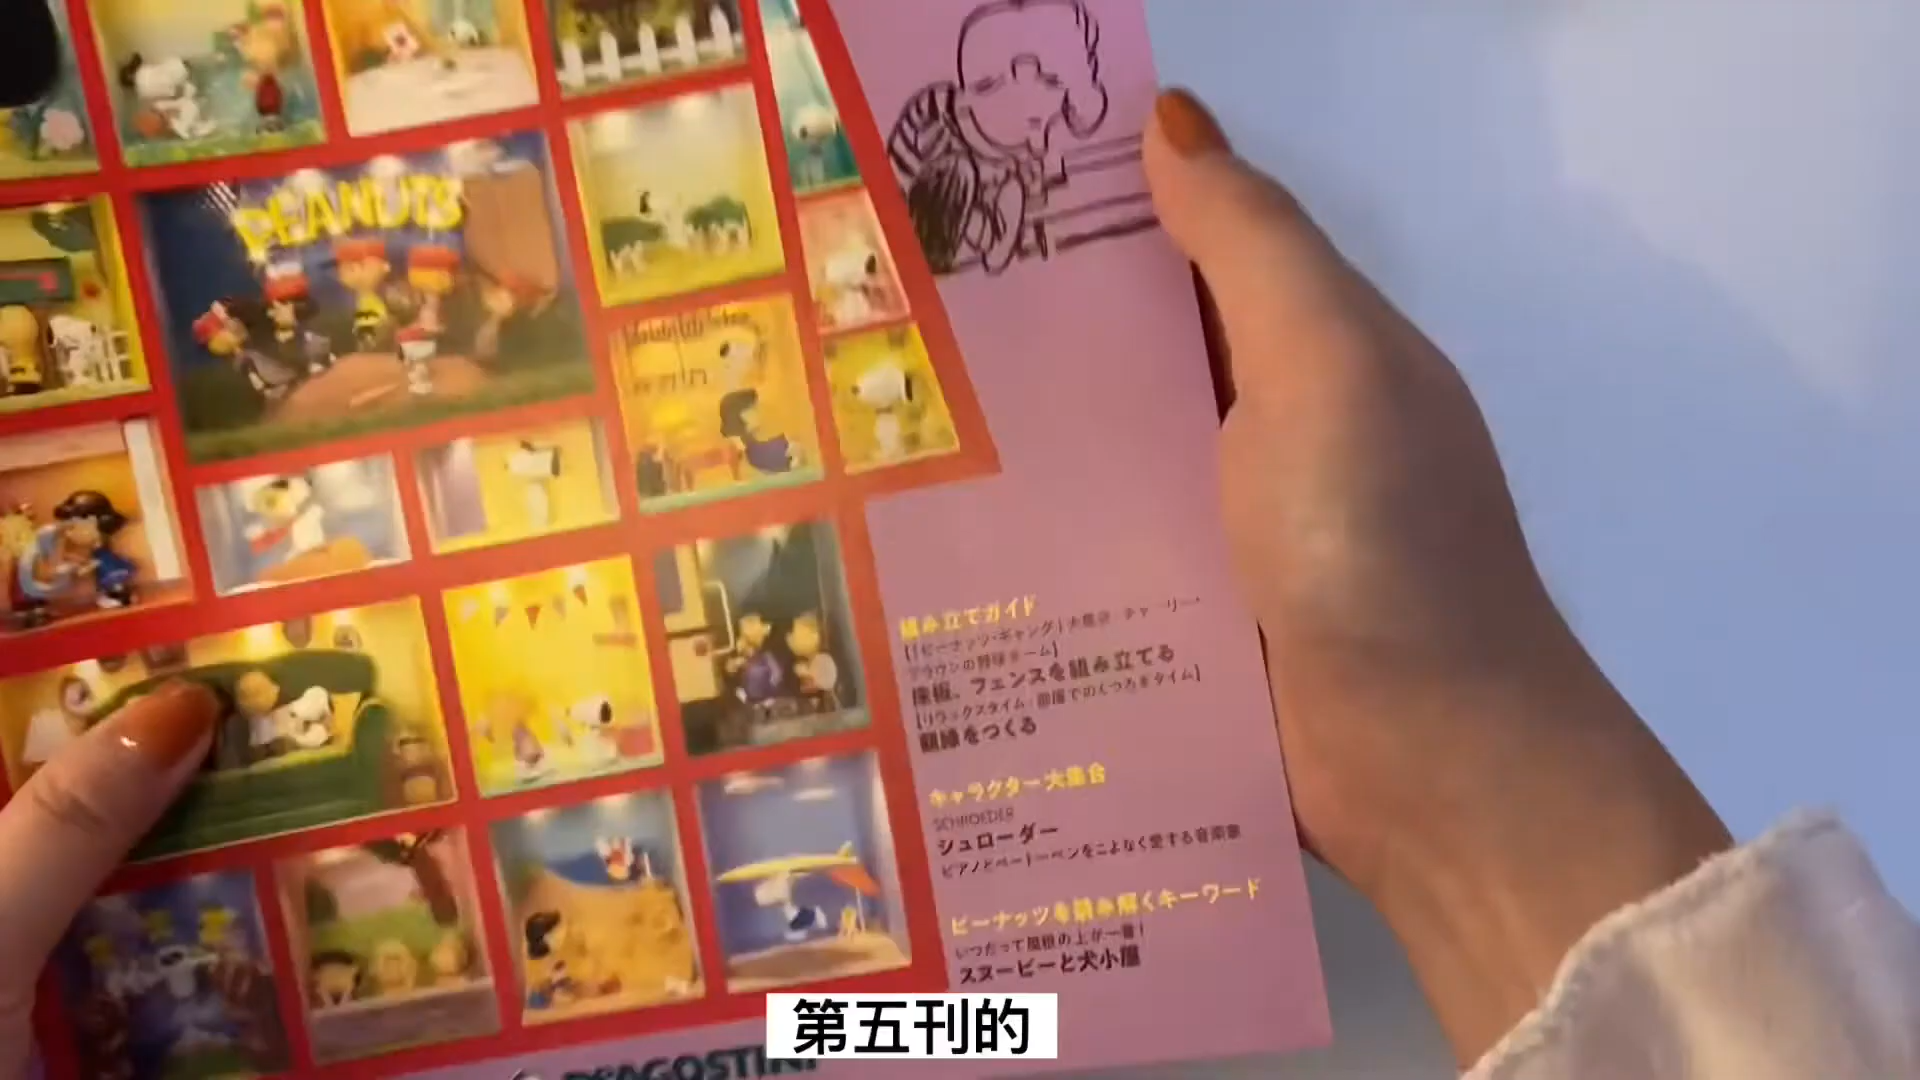 PEANUTS
組み立てガイド
【「ピーナッツ・ギャング」大集合 チャーリー・
ブラウンの野球チーム】
床板、フェンスを組み立てる
【リラックスタイム 部屋でのくつろぎタイム】
額縁をつくる
キャラクター大集合
SCHROEDER
シュローダー
ピアノとベートーベンをこよなく愛する音楽家
ピーナッツを読み解くキーワード
いつだって屋根の上が一番！
スヌーピーと犬小屋
第五刊的
DEAGOSTINI